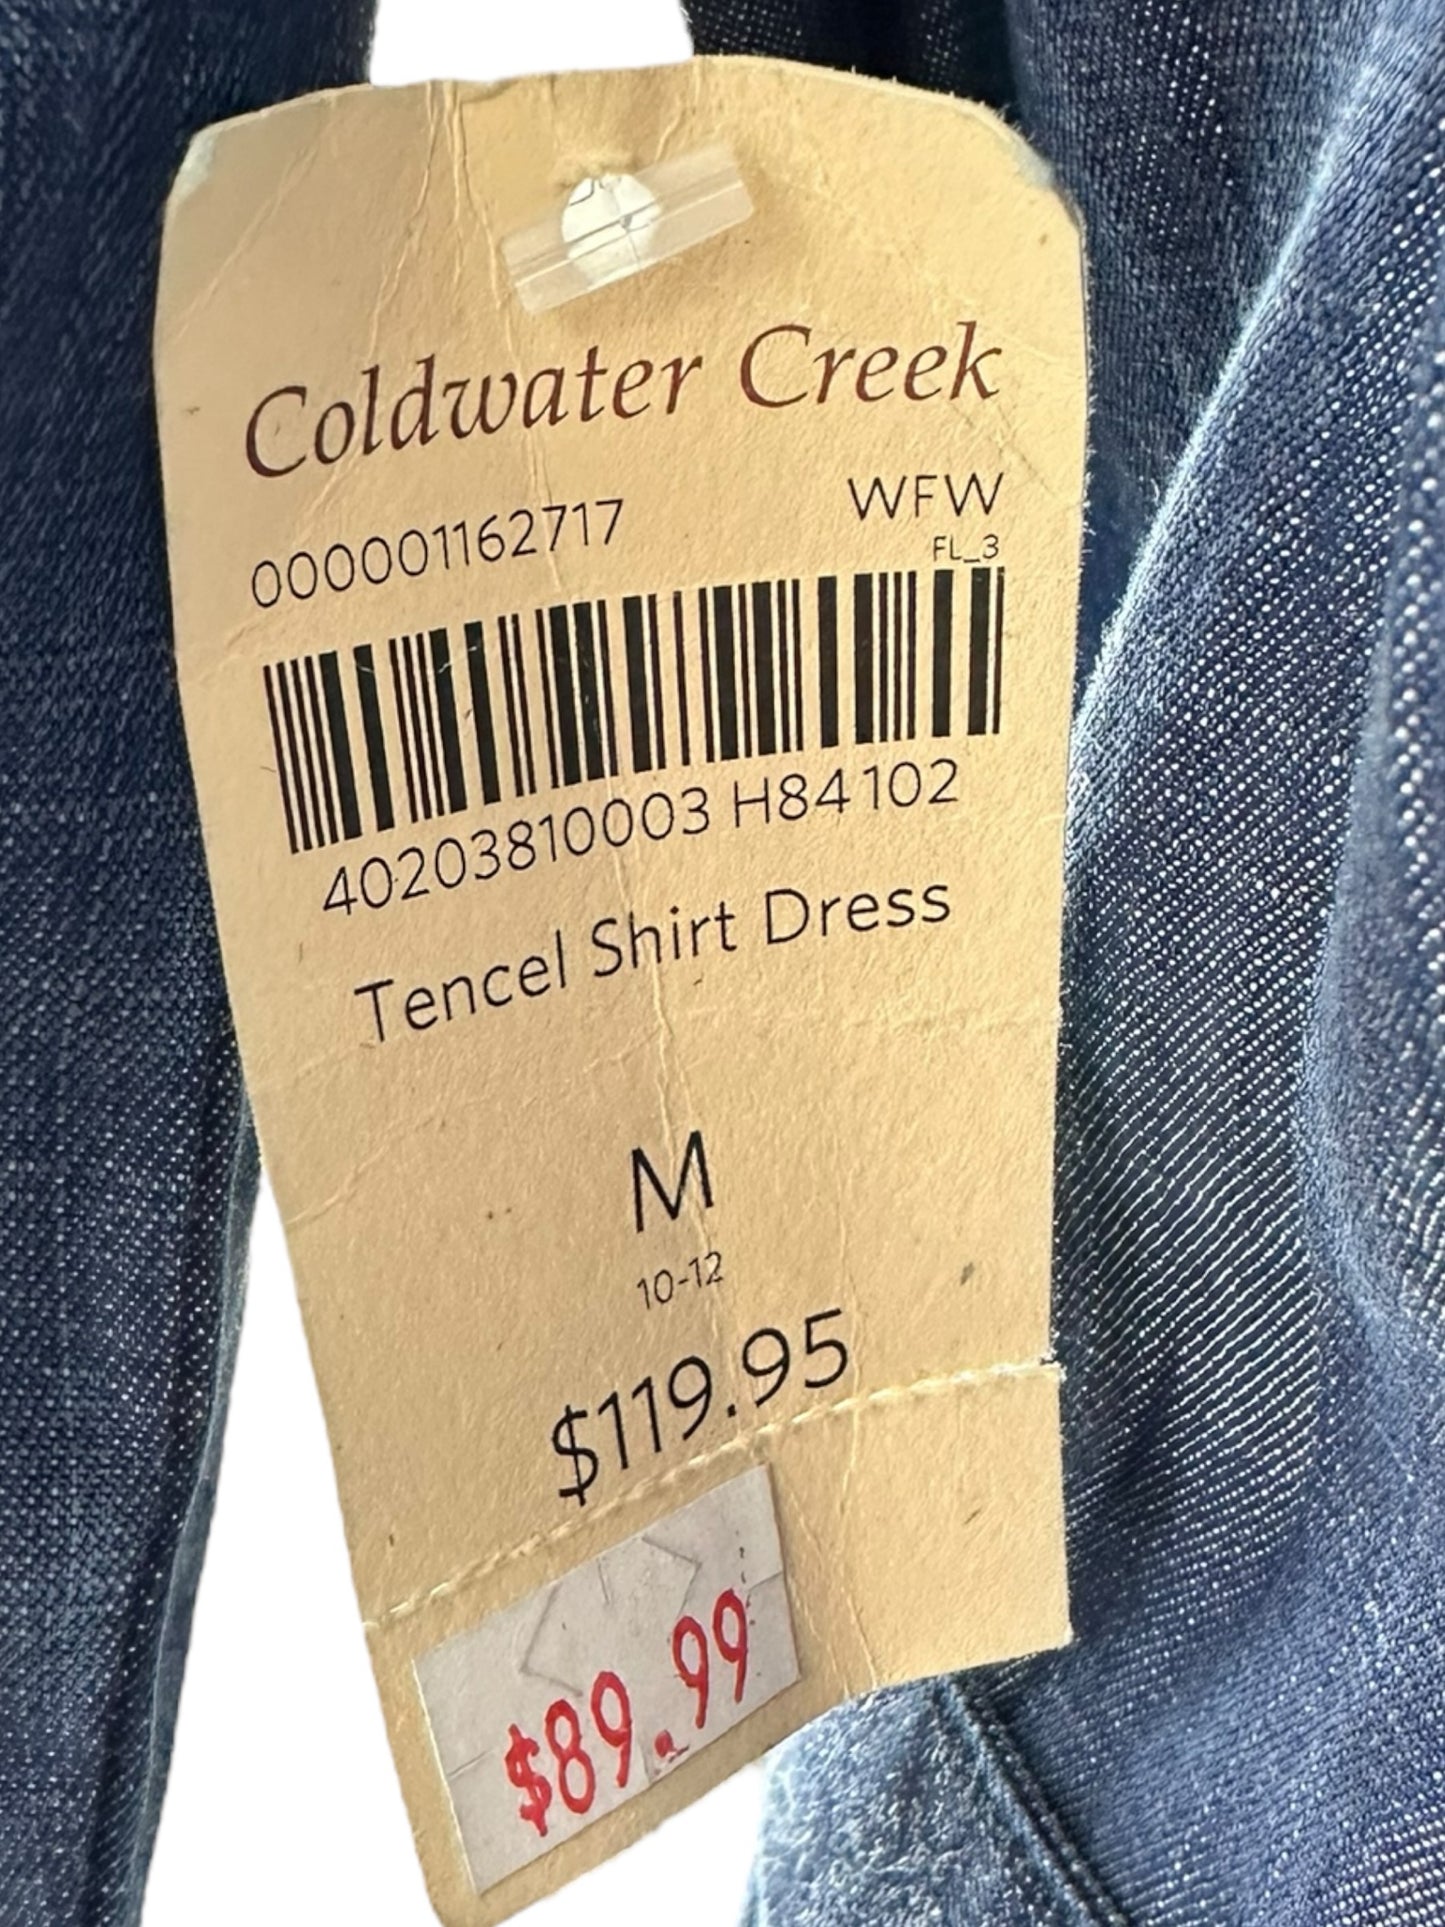 Coldwater Creek
000001162717 WFW
FL_3
40203810003 H84102
Tencel Shirt Dress
M
10-12
$119.95
$89.99